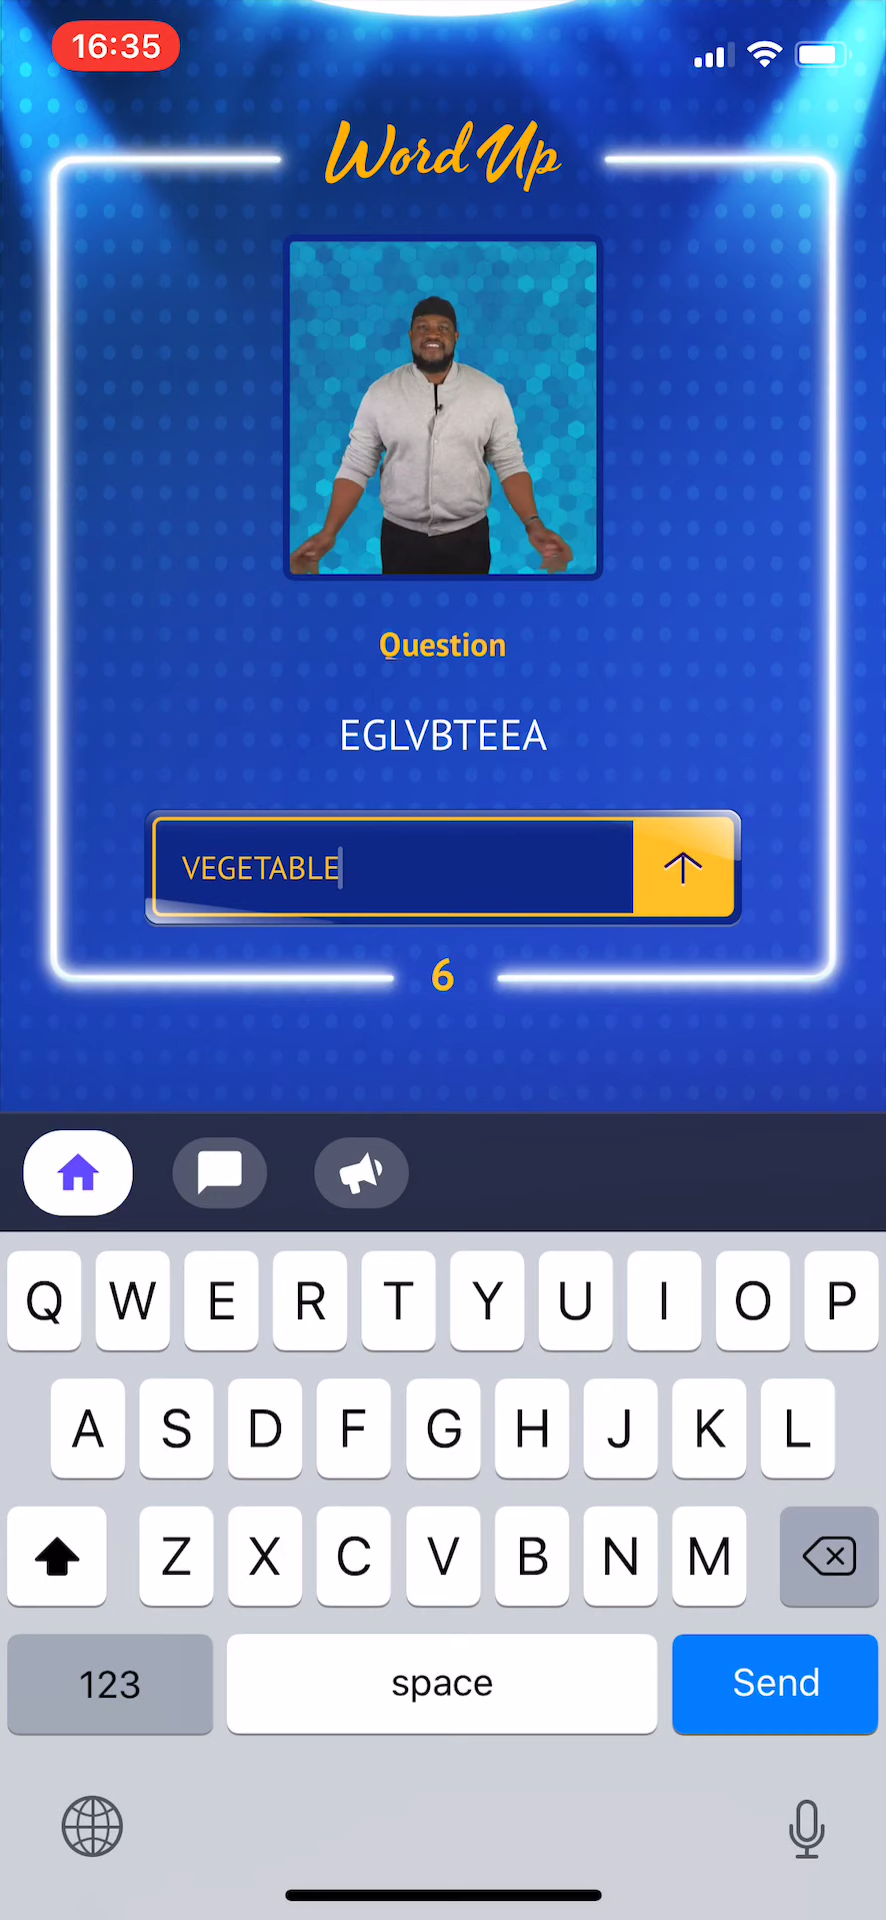 16:35
Word Up
Question
EGLVBTEEA
VEGETABLE
6
Q W E R T Y U I O P
A S D F G H J K L
Z X C V B N M
123 space Send